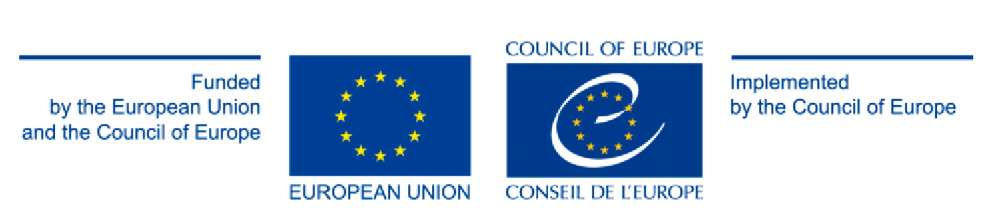 Funded
by the European Union
and the Council of Europe
EUROPEAN UNION
COUNCIL OF EUROPE
CONSEIL DE L'EUROPE
Implemented
by the Council of Europe